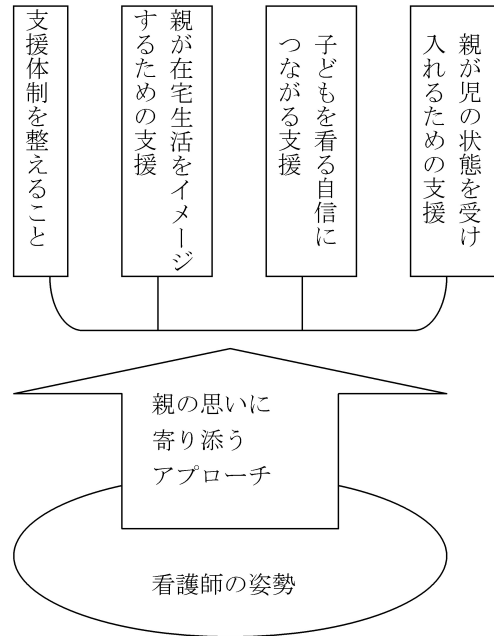 親が児の状態を受け
入れるための支援
子どもを看る自信に
つながる支援
親が在宅生活をイメージ
するための支援
支援体制を整えること
親の思いに
寄り添う
アプローチ
看護師の姿勢